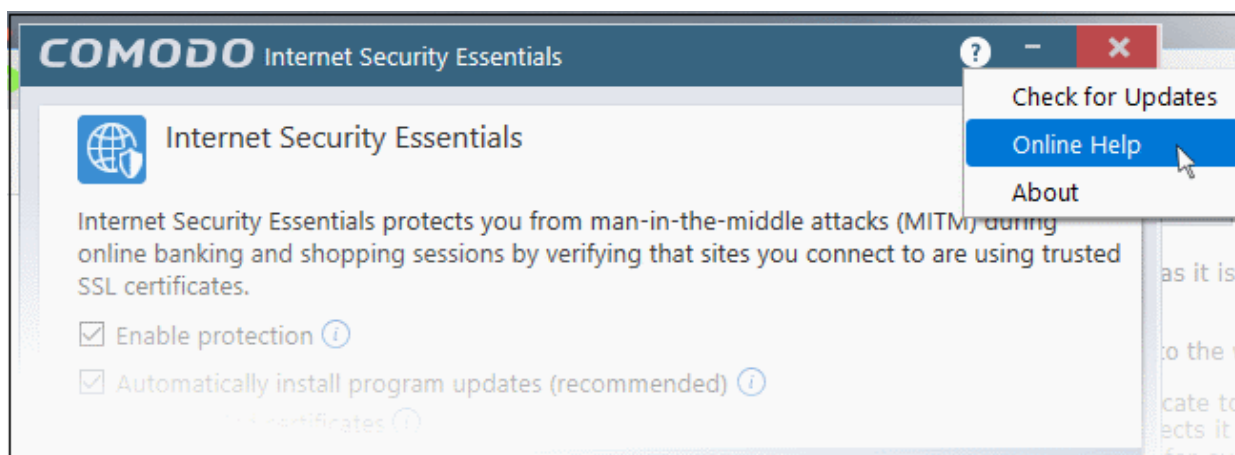 COMODO Internet Security Essentials
?
Check for Updates
Online Help
About
Internet Security Essentials
Internet Security Essentials protects you from man-in-the-middle attacks (MITM) during
online banking and shopping sessions by verifying that sites you connect to are using trusted
SSL certificates.
Enable protection
Automatically install program updates (recommended)
certificates
as it is
to the
cate to
ects it